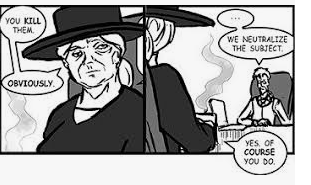 YOU KILL
THEM.
OBVIOUSLY.
...
WE NEUTRALIZE
THE SUBJECT.
YES. OF
COURSE
YOU DO.